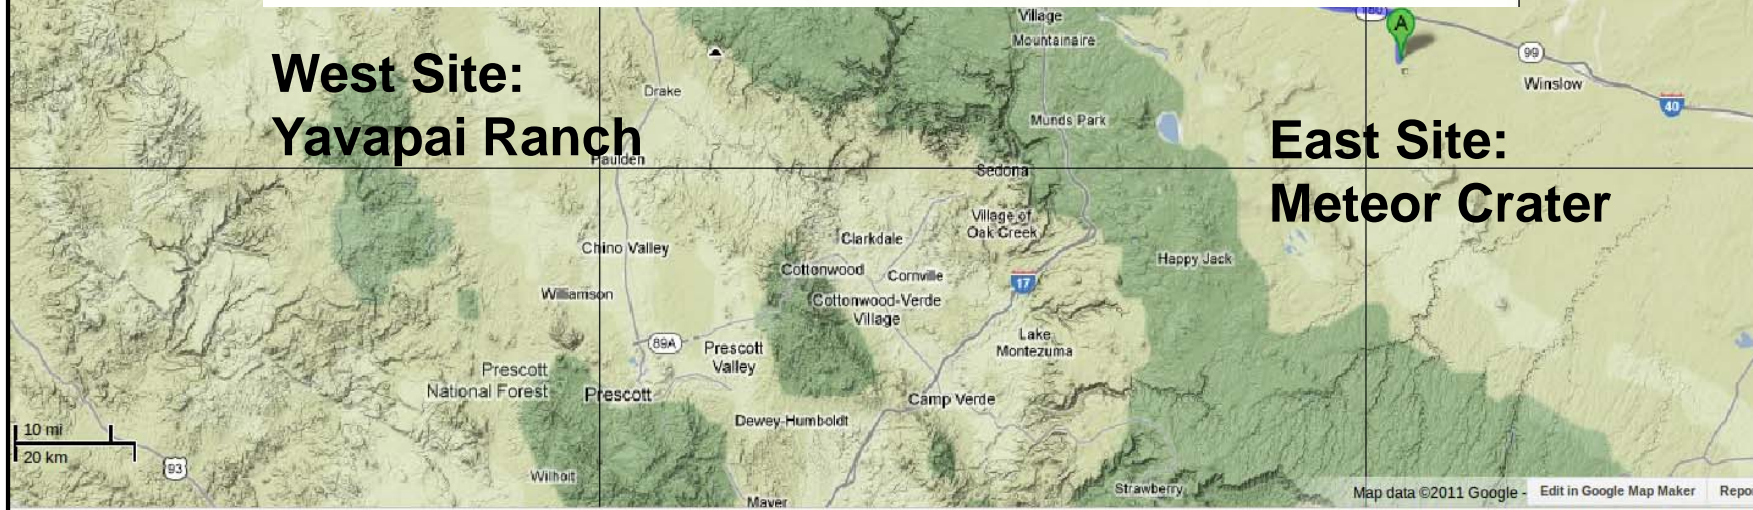 180
Village
Mountainaire
A
West Site:
Yavapai Ranch
Drake
99
Winslow
40
Munds Park
East Site:
Meteor Crater
Paulden
Sedona
Village of
Oak Creek
Clarkdale
Chino Valley
Happy Jack
Cottonwood
Cornville
17
Williamson
Cottonwood-Verde
Village
Lake
Montezuma
89A
Prescott
Valley
Prescott
National Forest
Prescott
Camp Verde
Dewey-Humboldt
10 mi
20 km
93
Wilhoit
Strawberry
Mayer
Map data ©2011 Google - Edit in Google Map Maker Repo